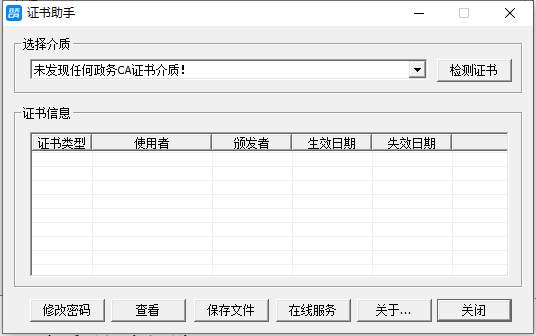 证书助手
选择介质
未发现任何政务CA证书介质！
检测证书
证书信息
证书类型 使用者 颁发者 生效日期 失效日期
修改密码 查看 保存文件 在线服务 关于... 关闭